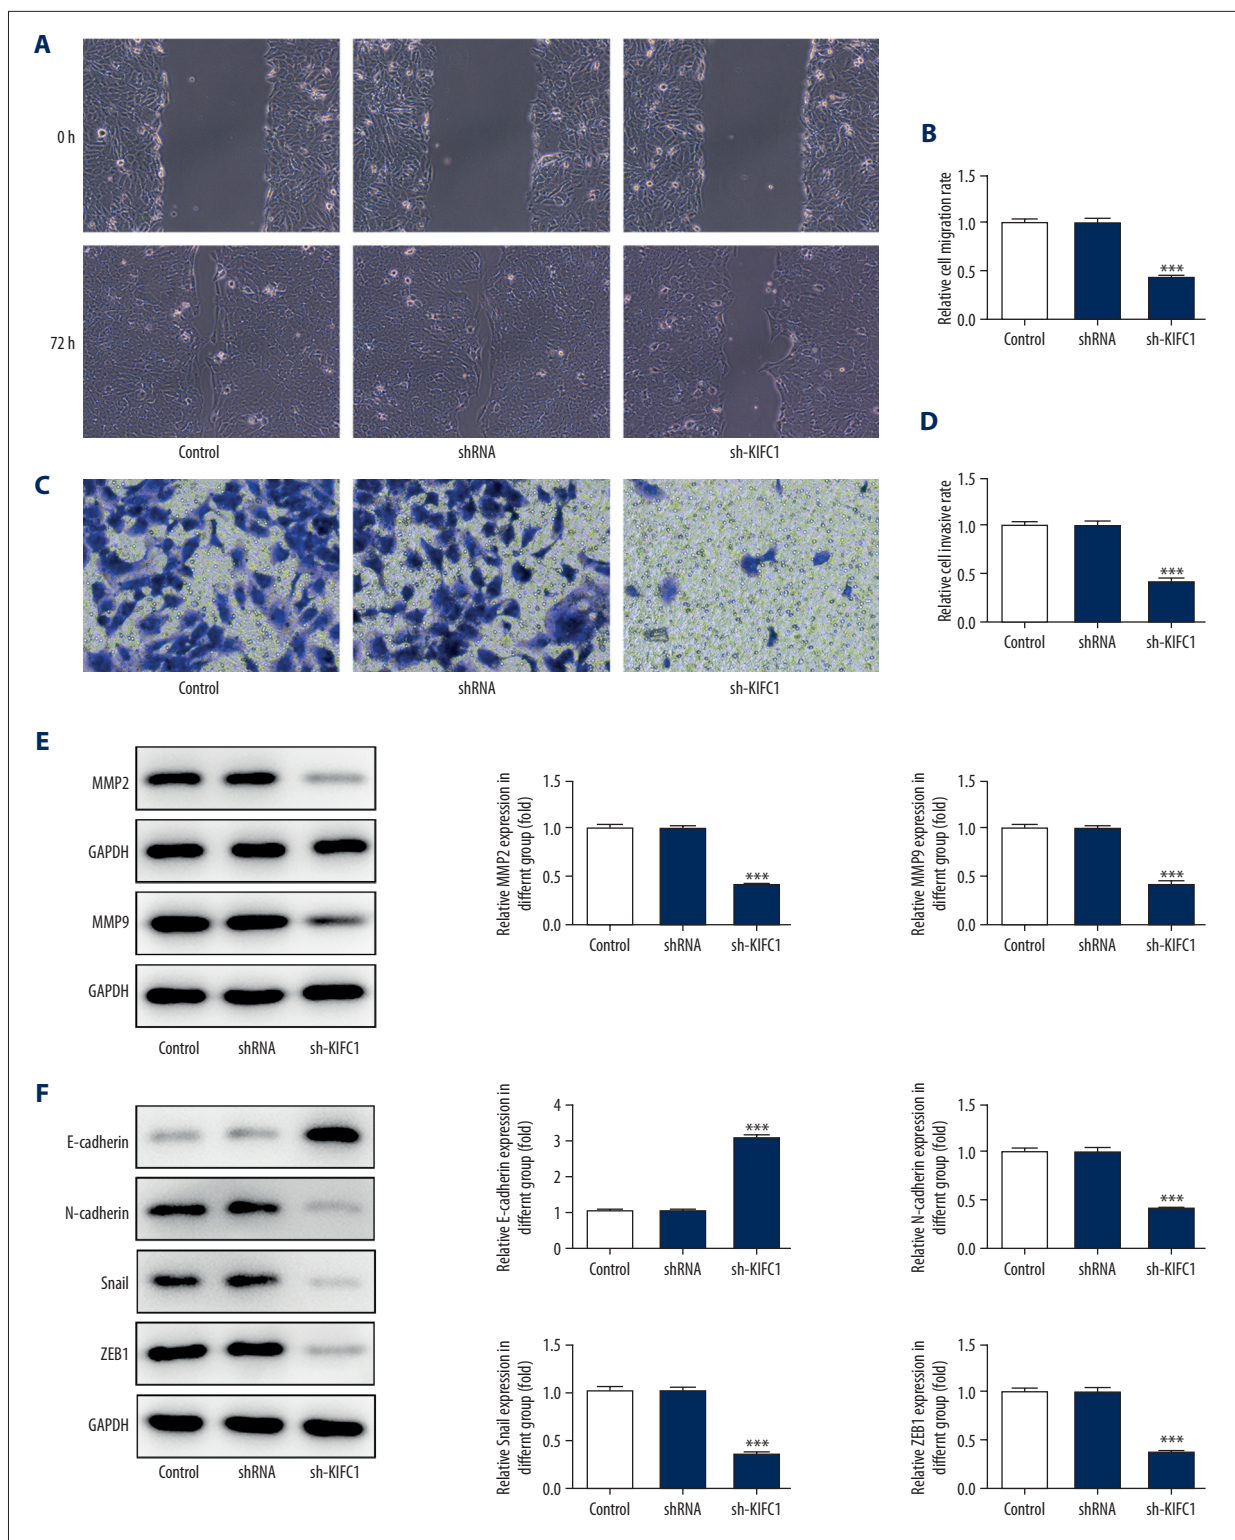 A
0 h
72 h
Control
shRNA
sh-KIFC1
B
Relative cell migration rate
1.5
1.0
0.5
0.0
***
Control
shRNA
sh-KIFC1
C
Control
shRNA
sh-KIFC1
D
Relative cell invasive rate
1.5
1.0
0.5
0.0
***
Control
shRNA
sh-KIFC1
E
MMP2
GAPDH
MMP9
GAPDH
Control
shRNA
sh-KIFC1
Relative MMP2 expression in
differnt group (fold)
1.5
1.0
0.5
0.0
***
Control
shRNA
sh-KIFC1
Relative MMP9 expression in
differnt group (fold)
1.5
1.0
0.5
0.0
***
Control
shRNA
sh-KIFC1
F
E-cadherin
N-cadherin
Snail
ZEB1
GAPDH
Control
shRNA
sh-KIFC1
Relative E-cadherin expression in
differnt group (fold)
4
3
2
1
0
***
Control
shRNA
sh-KIFC1
Relative N-cadherin expression in
differnt group (fold)
1.5
1.0
0.5
0.0
***
Control
shRNA
sh-KIFC1
Relative Snail expression in
differnt group (fold)
1.5
1.0
0.5
0.0
***
Control
shRNA
sh-KIFC1
Relative ZEB1 expression in
differnt group (fold)
1.5
1.0
0.5
0.0
***
Control
shRNA
sh-KIFC1